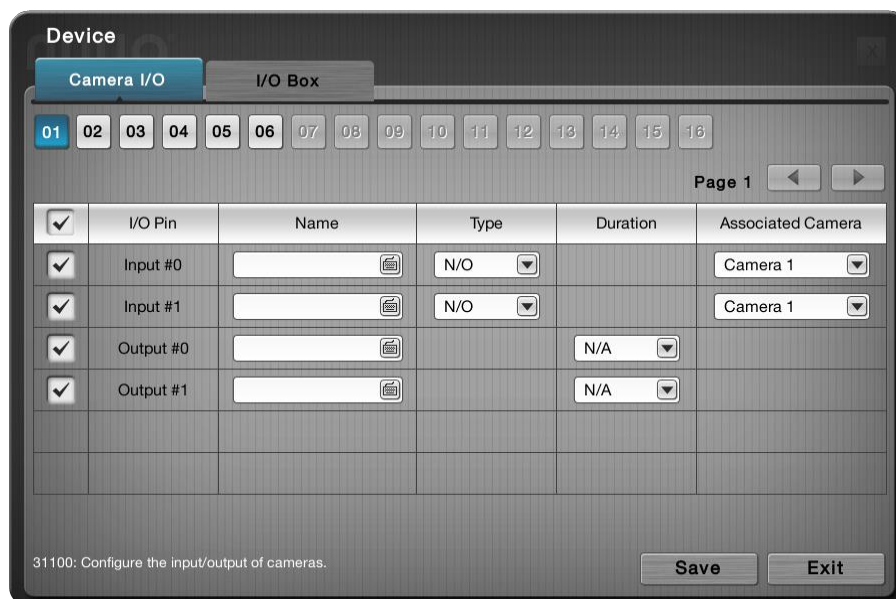 Device
Camera I/O I/O Box
01 02 03 04 05 06 07 08 09 10 11 12 13 14 15 16
Page 1
I/O Pin Name Type Duration Associated Camera
Input #0 N/O Camera 1
Input #1 N/O Camera 1
Output #0 N/A
Output #1 N/A
31100: Configure the input/output of cameras. Save Exit